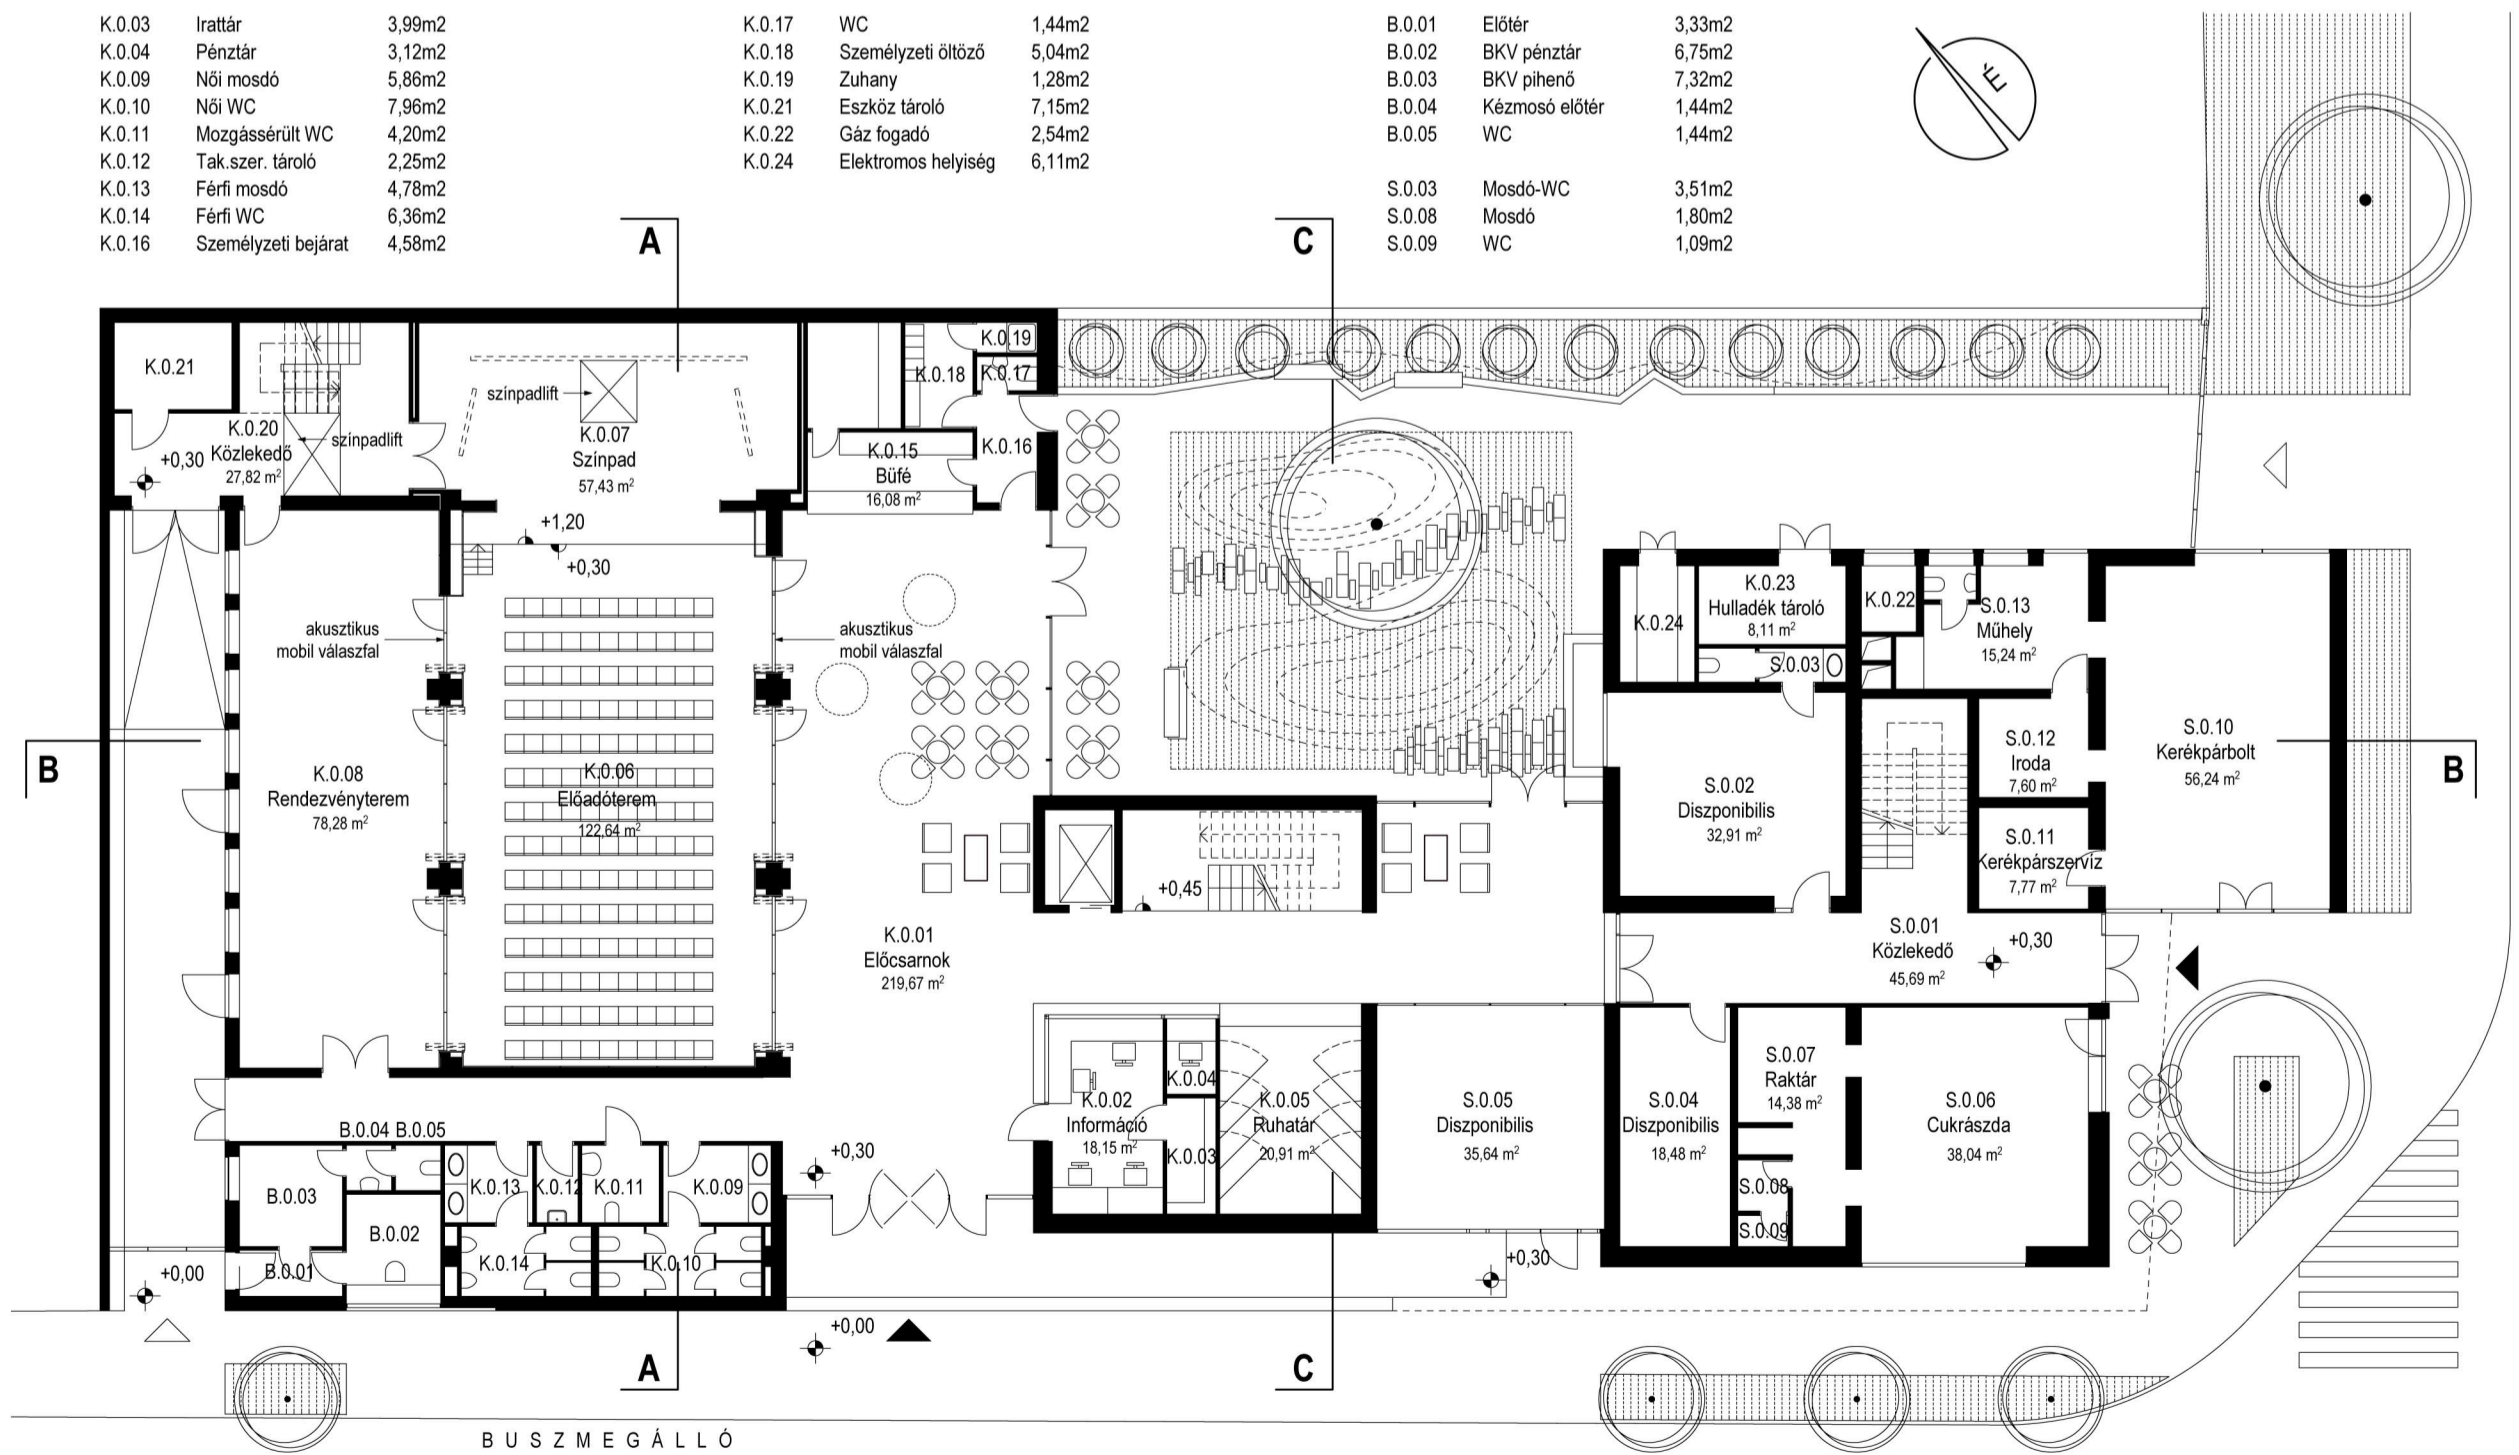 K.0.03 Irattár 3,99m2
K.0.04 Pénztár 3,12m2
K.0.09 Női mosdó 5,86m2
K.0.10 Női WC 7,96m2
K.0.11 Mozgássérült WC 4,20m2
K.0.12 Tak.szer. tároló 2,25m2
K.0.13 Férfi mosdó 4,78m2
K.0.14 Férfi WC 6,36m2
K.0.16 Személyzeti bejárat 4,58m2
K.0.17 WC 1,44m2
K.0.18 Személyzeti öltöző 5,04m2
K.0.19 Zuhany 1,28m2
K.0.21 Eszköz tároló 7,15m2
K.0.22 Gáz fogadó 2,54m2
K.0.24 Elektromos helyiség 6,11m2
B.0.01 Előtér 3,33m2
B.0.02 BKV pénztár 6,75m2
B.0.03 BKV pihenő 7,32m2
B.0.04 Kézmosó előtér 1,44m2
B.0.05 WC 1,44m2
S.0.03 Mosdó-WC 3,51m2
S.0.08 Mosdó 1,80m2
S.0.09 WC 1,09m2
É
A
C
K.0.21
K.0.20
Közlekedő
27,82 m²
+0,30
színpadlift
színpadlift
K.0.07
Színpad
57,43 m²
+1,20
+0,30
K.0.19
K.0.18
K.0.17
K.0.15
Büfé
16,08 m²
K.0.16
akusztikus
mobil válaszfal
akusztikus
mobil válaszfal
K.0.24
K.0.23
Hulladék tároló
8,11 m²
S.0.03
K.0.22
S.0.13
Műhely
15,24 m²
B
K.0.08
Rendezvényterem
78,28 m²
K.0.06
Előadóterem
122,64 m²
S.0.02
Diszponibilis
32,91 m²
S.0.12
Iroda
7,60 m²
S.0.10
Kerékpárbolt
56,24 m²
B
S.0.11
Kerékpárszervíz
7,77 m²
+0,45
K.0.01
Előcsarnok
219,67 m²
S.0.01
Közlekedő
45,69 m²
+0,30
K.0.02
Információ
18,15 m²
K.0.04
K.0.03
K.0.05
Ruhatár
20,91 m²
S.0.05
Diszponibilis
35,64 m²
S.0.04
Diszponibilis
18,48 m²
S.0.07
Raktár
14,38 m²
S.0.06
Cukrászda
38,04 m²
S.0.08
S.0.09
B.0.04 B.0.05
B.0.03
B.0.02
B.0.01
K.0.13
K.0.12
K.0.11
K.0.09
K.0.14
K.0.10
+0,30
+0,30
+0,00
+0,00
A
C
BUSZMEGÁLLÓ